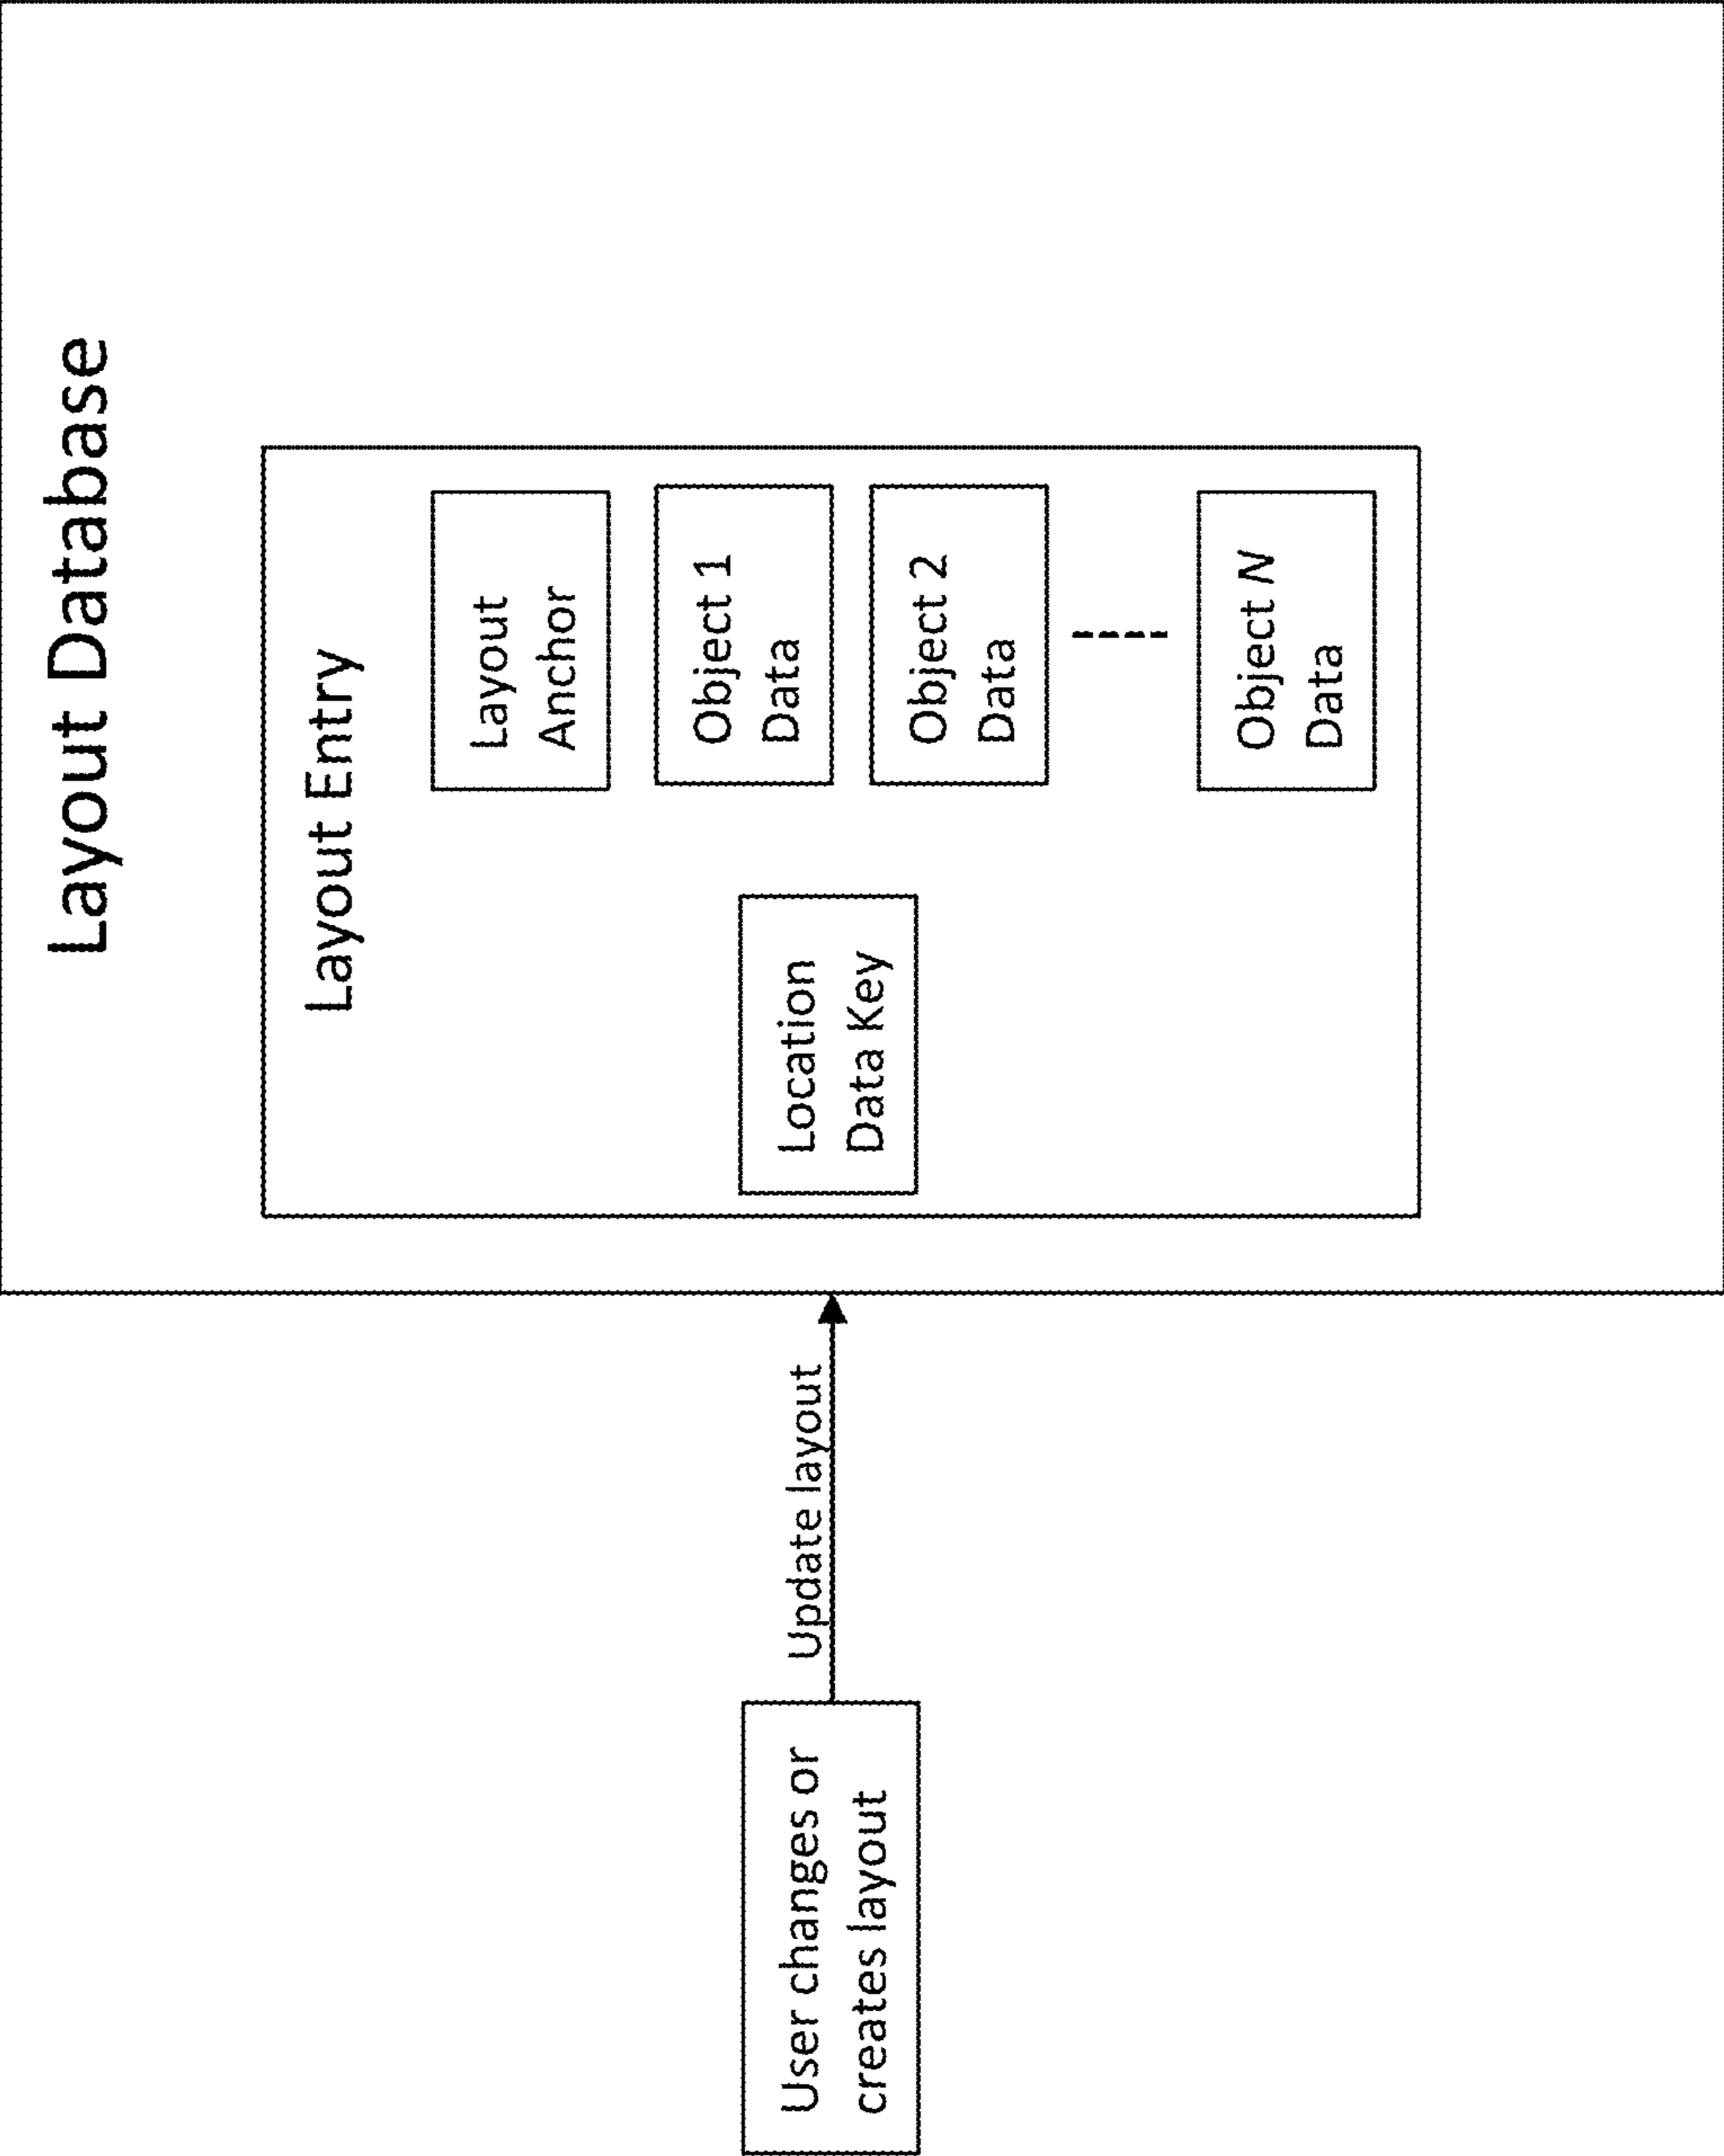 Layout Database
Layout Entry
Layout
Anchor
Object 1
Data
Object 2
Data
Object N
Data
Location
Data Key
Update layout
User changes or
creates layout